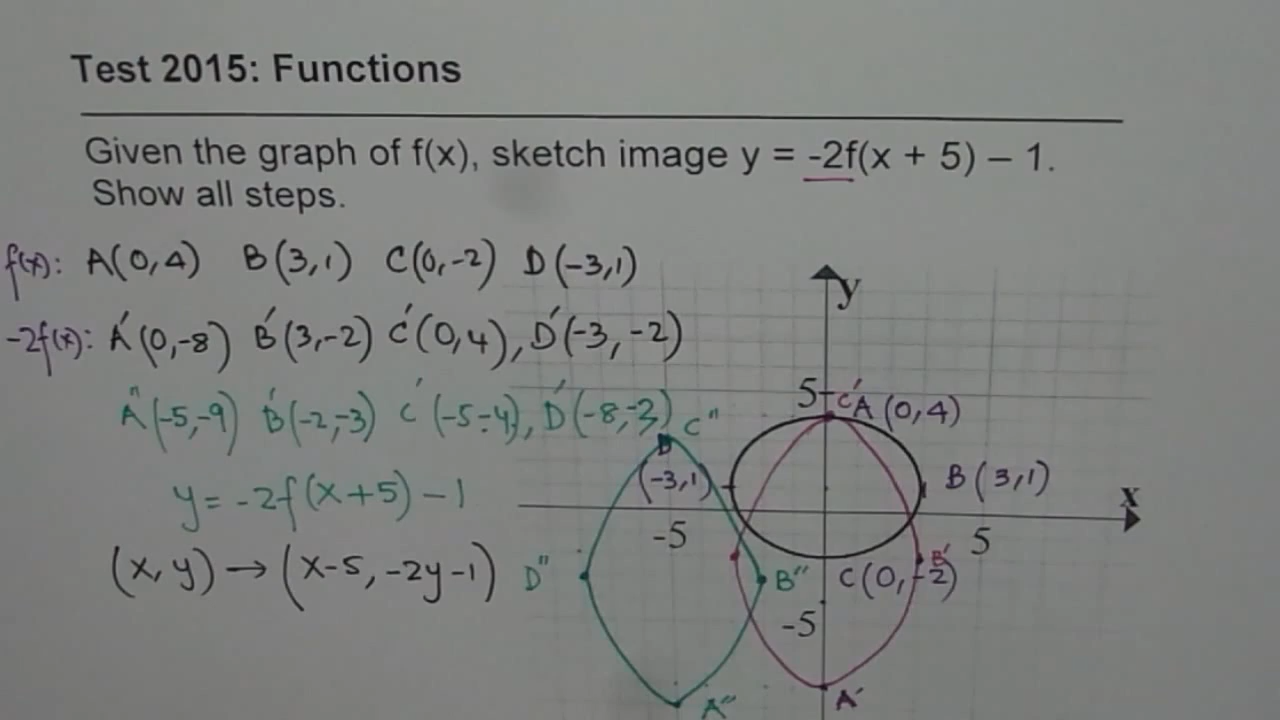 Test 2015: Functions
Given the graph of f(x), sketch image y = -2f(x + 5) – 1.
Show all steps.
f(x): A(0,4) B(3,1) C(0,-2) D(-3,1)
-2f(x): A'(0,-8) B'(3,-2) C'(0,4), D'(-3,-2)
A"(-5,-9) B'(-2,-3) C'(-5-4), D'(-8,-3)
y = -2f(x+5) - 1
(x,y) → (x-5, -2y-1)
y
5 C' A (0,4)
C"
D
(-3,1)
B (3,1)
x
-5
5
D"
B"
B'
C(0,-2)
-5
A"
A'